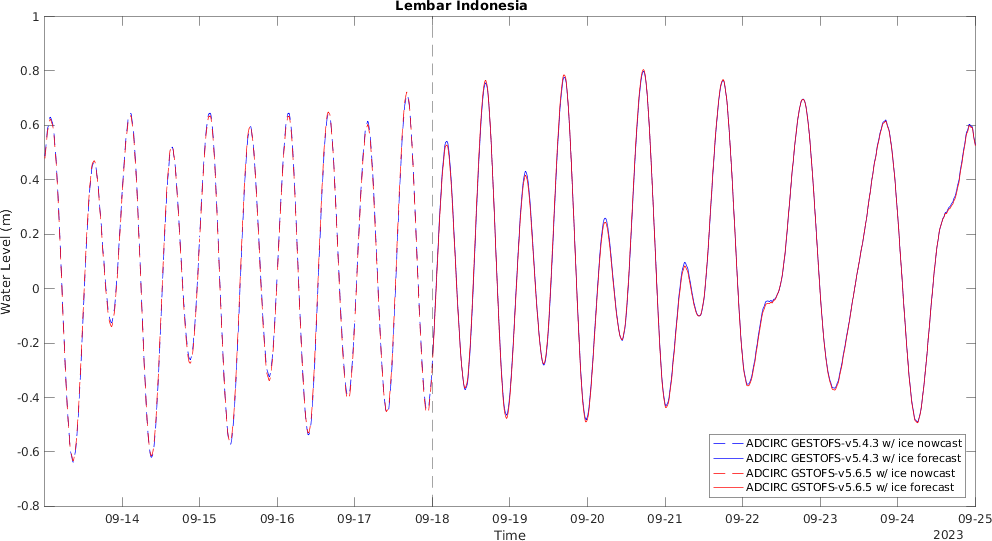 Lembar Indonesia
1
0.8
0.6
0.4
0.2
0
-0.2
-0.4
-0.6
-0.8
Water Level (m)
09-14 09-15 09-16 09-17 09-18 09-19 09-20 09-21 09-22 09-23 09-24 09-25
Time
2023
ADCIRC GESTOFS-v5.4.3 w/ ice nowcast
ADCIRC GESTOFS-v5.4.3 w/ ice forecast
ADCIRC GSTOFS-v5.6.5 w/ ice nowcast
ADCIRC GSTOFS-v5.6.5 w/ ice forecast